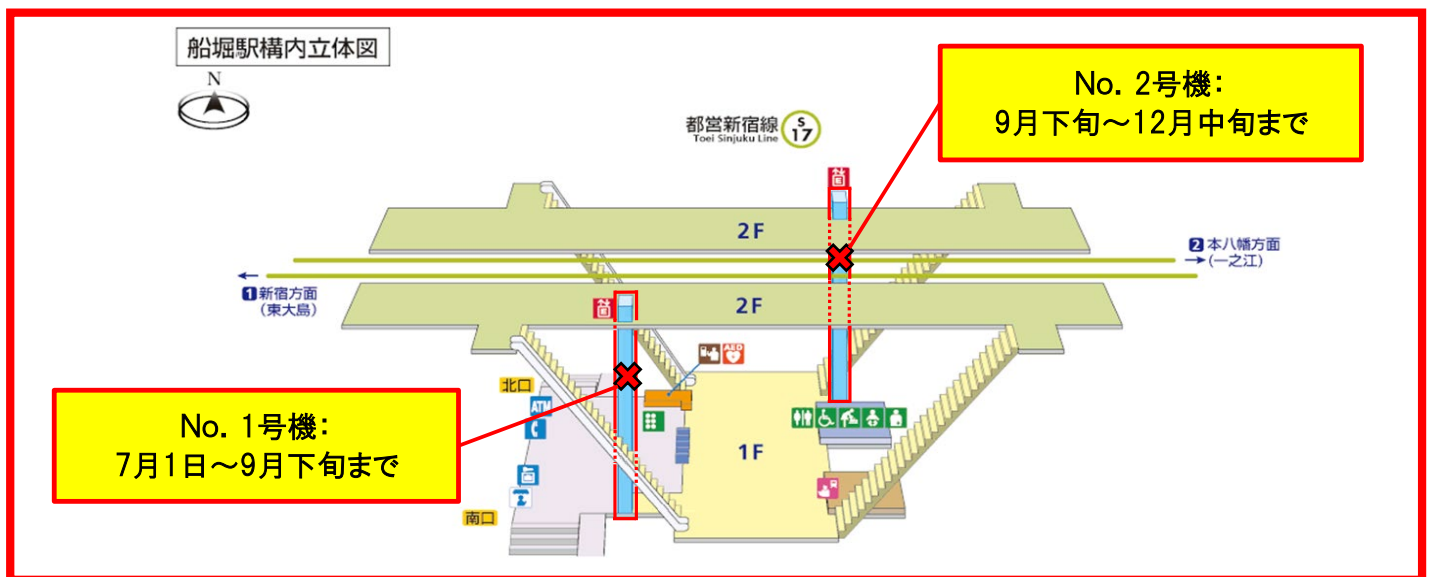 船堀駅構内立体図
N
No. 2号機:
9月下旬～12月中旬まで
都営新宿線
Toei Sinjuku Line
S
17
2F
2 本八幡方面
(一之江)
1 新宿方面
(東大島)
2F
AED
北口
ATM
No. 1号機:
7月1日～9月下旬まで
1F
南口